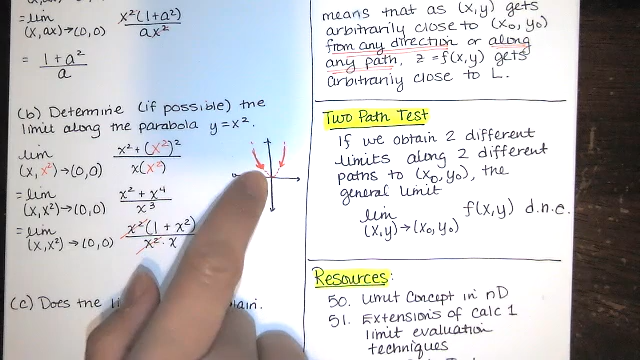 = lim x²(1+a²)
(x,ax)→(0,0) ax²
= 1+a²
a
(b) Determine (if possible) the
limit along the parabola y=x².
lim x²+(x²)²
(x,x²)→(0,0) x(x²)
= lim x²+x⁴
(x,x²)→(0,0) x³
= lim x²(1+x²)
(x,x²)→(0,0) x²·x
(c) Does the
means that as (x,y) gets
arbitrarily close to (x₀,y₀)
from any direction or along
any path, z=f(x,y) gets
arbitrarily close to L.
Two Path Test
If we obtain 2 different
limits along 2 different
paths to (x₀,y₀), the
general limit
lim f(x,y) d.n.e.
(x,y)→(x₀,y₀)
Resources:
50. Limit Concept in nD
51. Extensions of calc 1
limit evaluation
techniques